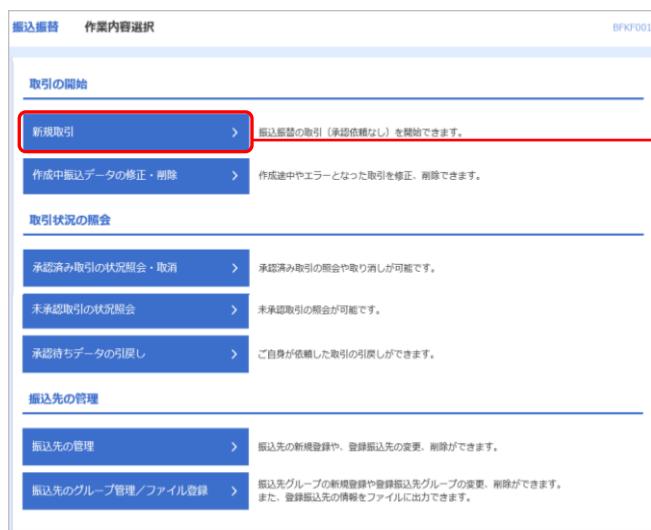 振込振替 作業内容選択 BFKF001
取引の開始
新規取引 > 振込振替の取引（承認依頼なし）を開始できます。
作成中振込データの修正・削除 > 作成途中やエラーとなった取引を修正、削除できます。
取引状況の照会
承認済み取引の状況照会・取消 > 承認済み取引の照会や取り消しが可能です。
未承認取引の状況照会 > 未承認取引の照会が可能です。
承認待ちデータの引戻し > ご自身が依頼した取引の引戻しができます。
振込先の管理
振込先の管理 > 振込先の新規登録や、登録振込先の変更、削除ができます。
振込先のグループ管理／ファイル登録 > 振込先グループの新規登録や登録振込先グループの変更、削除ができます。
また、登録振込先の情報をファイルに出力できます。